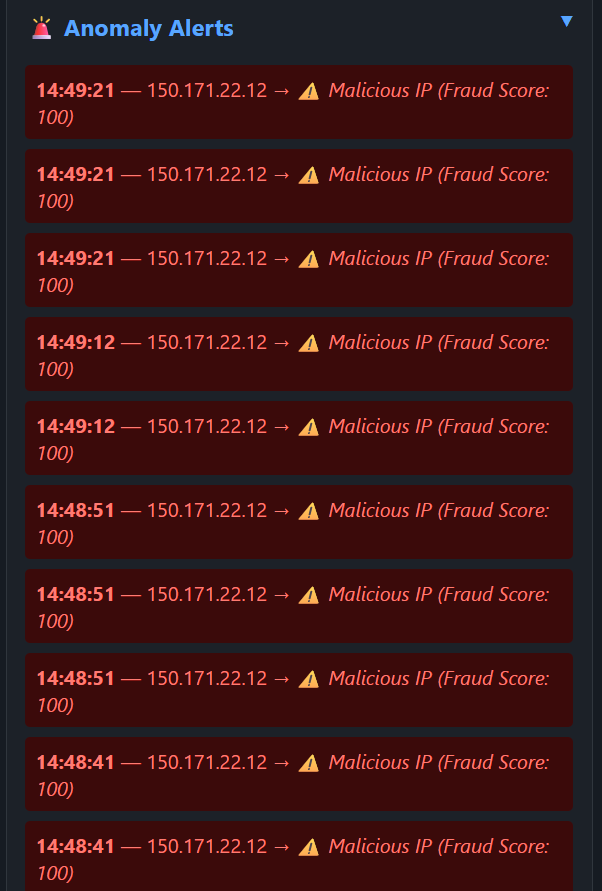 🚨 Anomaly Alerts ▼
14:49:21 — 150.171.22.12 → ⚠️ Malicious IP (Fraud Score:
100)
14:49:21 — 150.171.22.12 → ⚠️ Malicious IP (Fraud Score:
100)
14:49:21 — 150.171.22.12 → ⚠️ Malicious IP (Fraud Score:
100)
14:49:12 — 150.171.22.12 → ⚠️ Malicious IP (Fraud Score:
100)
14:49:12 — 150.171.22.12 → ⚠️ Malicious IP (Fraud Score:
100)
14:48:51 — 150.171.22.12 → ⚠️ Malicious IP (Fraud Score:
100)
14:48:51 — 150.171.22.12 → ⚠️ Malicious IP (Fraud Score:
100)
14:48:51 — 150.171.22.12 → ⚠️ Malicious IP (Fraud Score:
100)
14:48:41 — 150.171.22.12 → ⚠️ Malicious IP (Fraud Score:
100)
14:48:41 — 150.171.22.12 → ⚠️ Malicious IP (Fraud Score:
100)